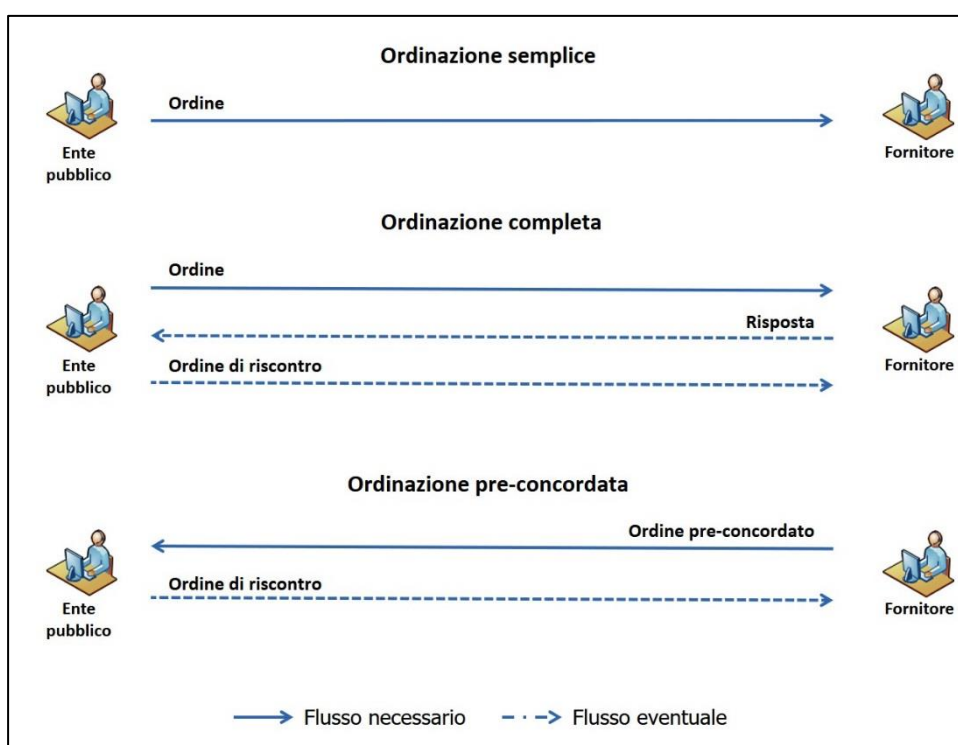 Ordinazione semplice
Ordine
Ente
pubblico
Fornitore
Ordinazione completa
Ordine
Risposta
Ordine di riscontro
Ente
pubblico
Fornitore
Ordinazione pre-concordata
Ordine pre-concordato
Ordine di riscontro
Ente
pubblico
Fornitore
Flusso necessario
Flusso eventuale